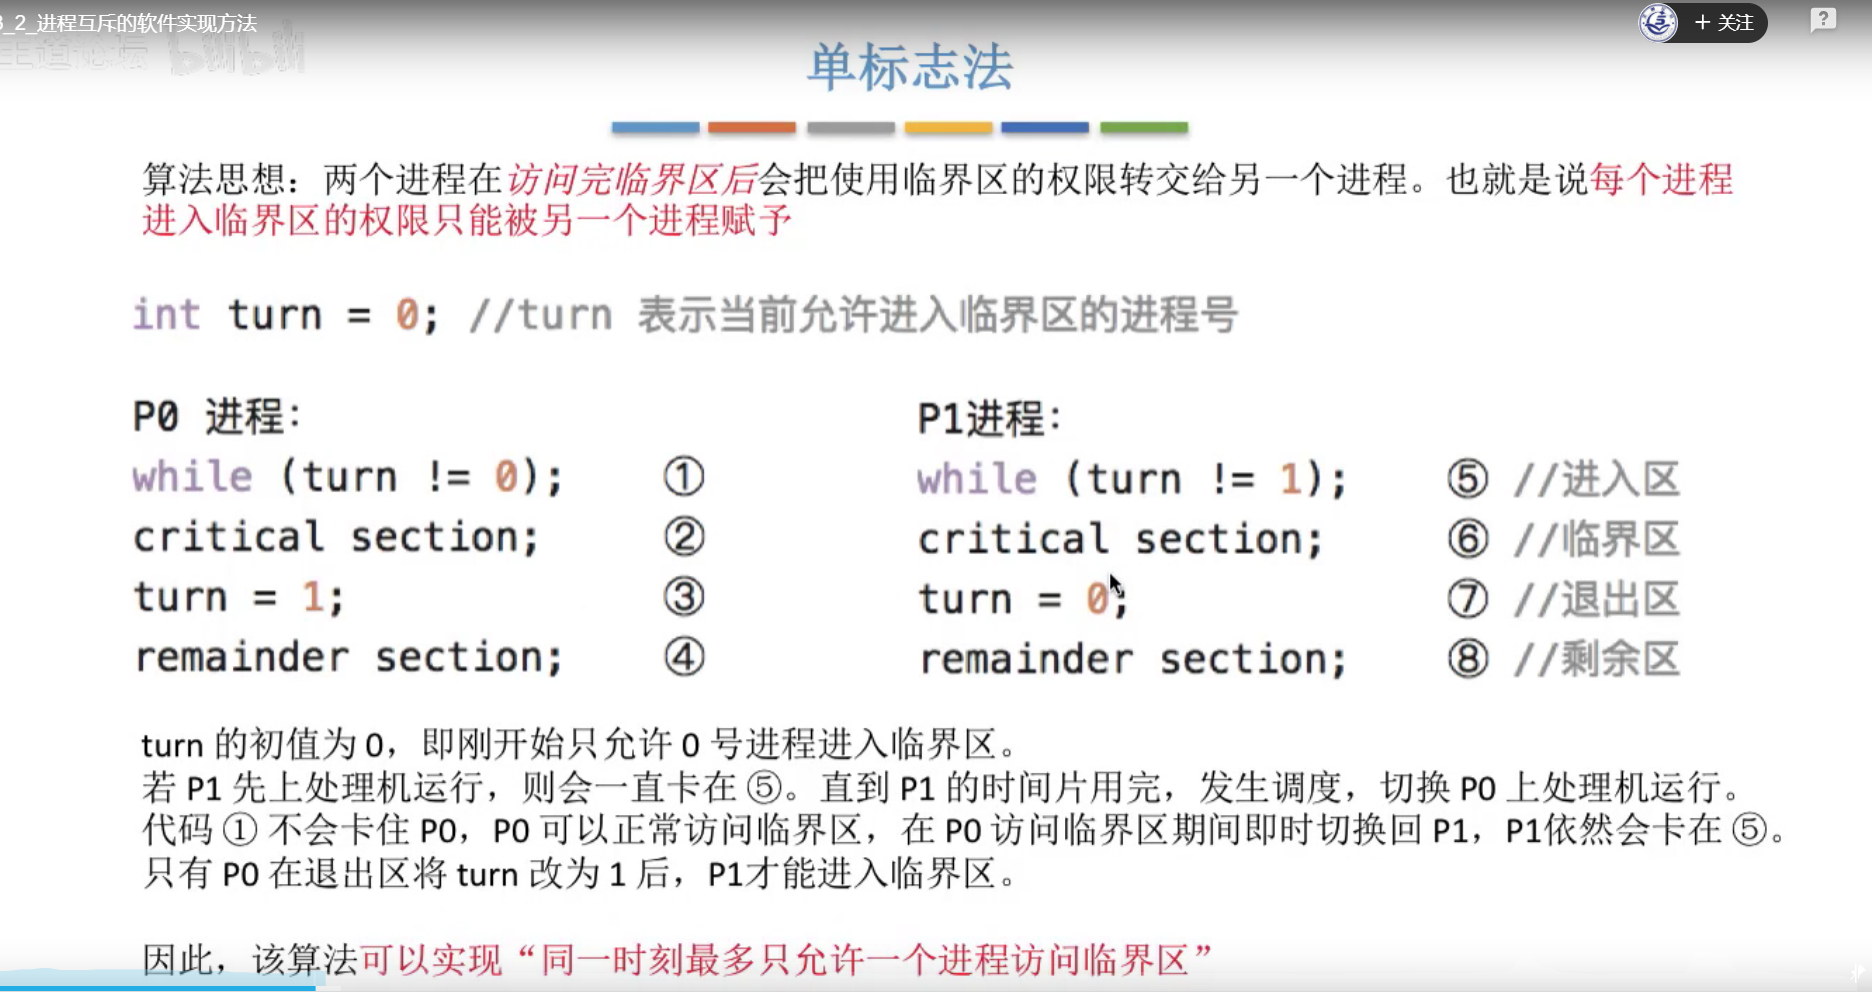 3_2_进程互斥的软件实现方法
+ 关注
王道论坛 bilibili
单标志法
算法思想：两个进程在访问完临界区后会把使用临界区的权限转交给另一个进程。也就是说每个进程
进入临界区的权限只能被另一个进程赋予
int turn = 0; //turn 表示当前允许进入临界区的进程号
P0 进程：
while (turn != 0); ①
critical section; ②
turn = 1; ③
remainder section; ④
P1进程：
while (turn != 1); ⑤ //进入区
critical section; ⑥ //临界区
turn = 0; ⑦ //退出区
remainder section; ⑧ //剩余区
turn 的初值为 0，即刚开始只允许 0 号进程进入临界区。
若 P1 先上处理机运行，则会一直卡在 ⑤。直到 P1 的时间片用完，发生调度，切换 P0 上处理机运行。
代码 ① 不会卡住 P0，P0 可以正常访问临界区，在 P0 访问临界区期间即时切换回 P1，P1依然会卡在 ⑤。
只有 P0 在退出区将 turn 改为 1 后，P1才能进入临界区。
因此，该算法可以实现“同一时刻最多只允许一个进程访问临界区”